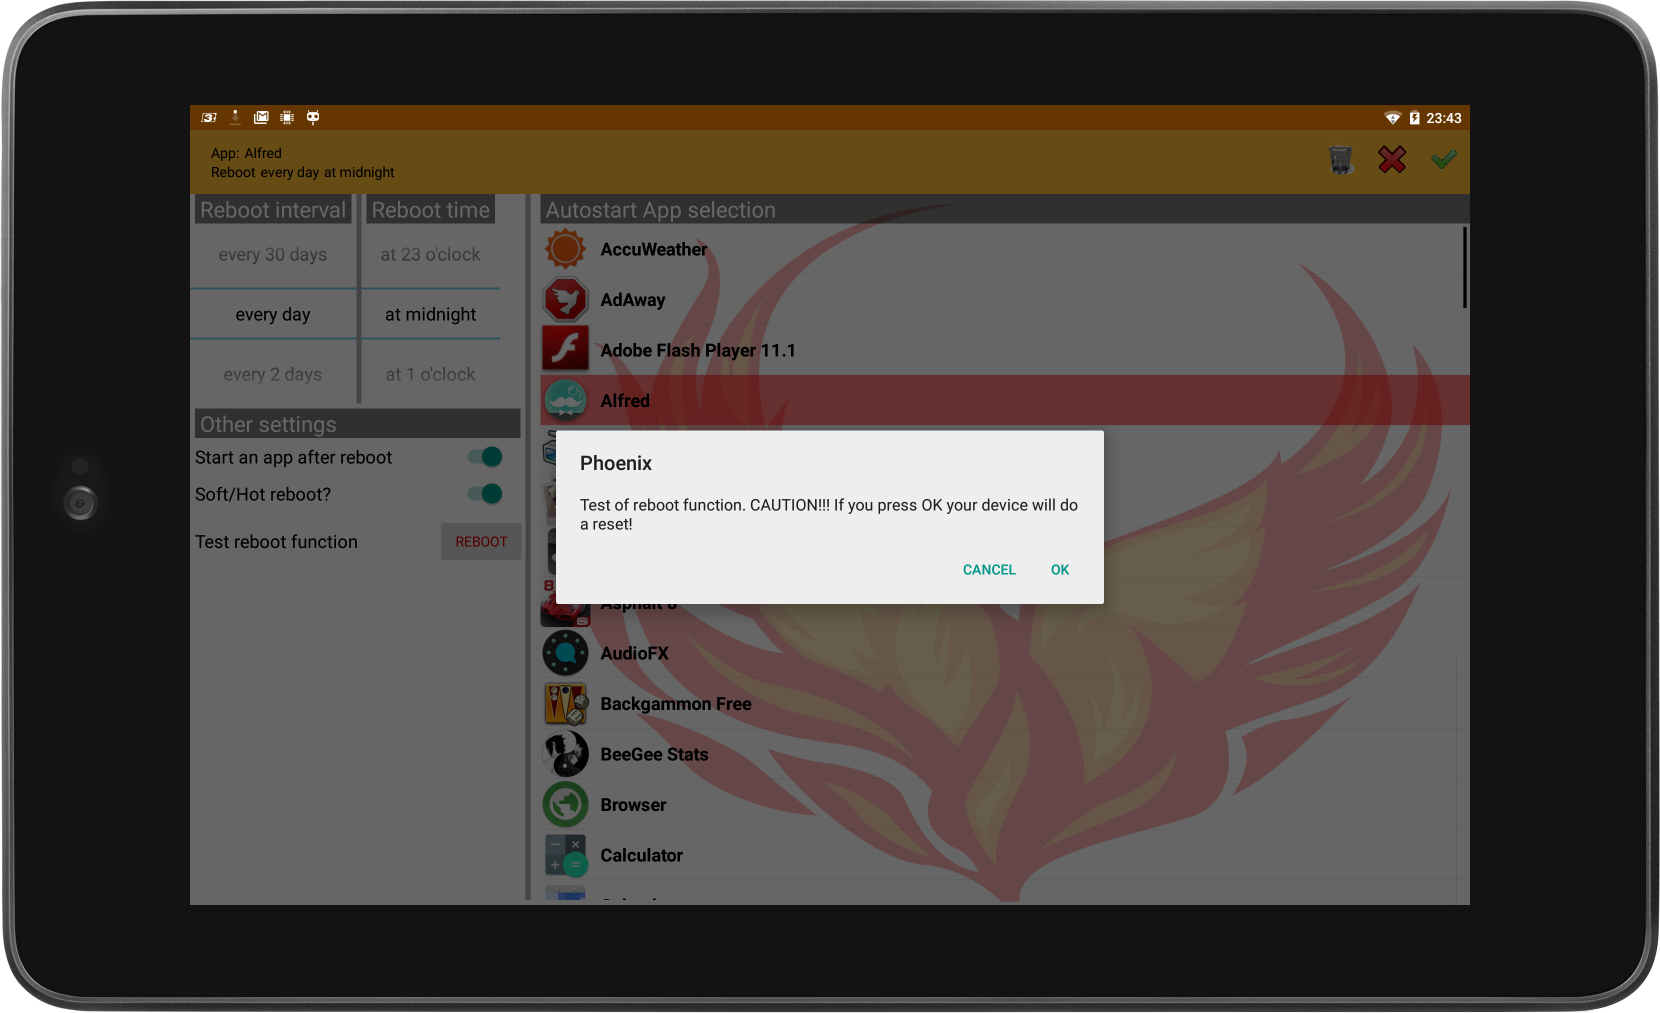 23:43
App: Alfred
Reboot every day at midnight
Reboot interval
Reboot time
every 30 days
at 23 o'clock
every day
at midnight
every 2 days
at 1 o'clock
Other settings
Start an app after reboot
Soft/Hot reboot?
Test reboot function
REBOOT
Autostart App selection
AccuWeather
AdAway
Adobe Flash Player 11.1
Alfred
Phoenix
Test of reboot function. CAUTION!!! If you press OK your device will do
a reset!
CANCEL
OK
Asphalt 8
AudioFX
Backgammon Free
BeeGee Stats
Browser
Calculator